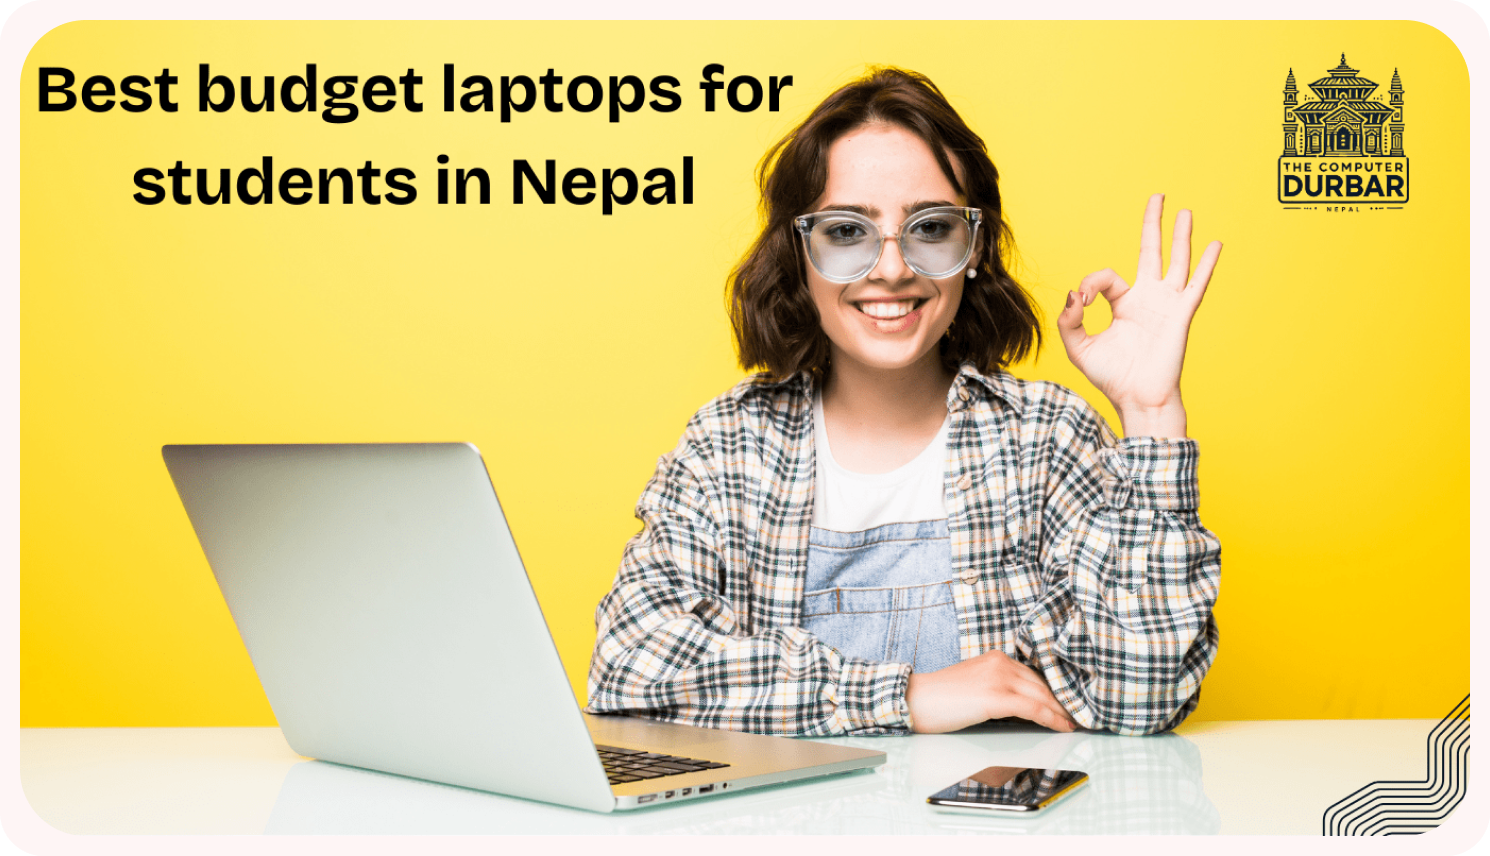 Best budget laptops for
students in Nepal
THE COMPUTER
DURBAR
NEPAL